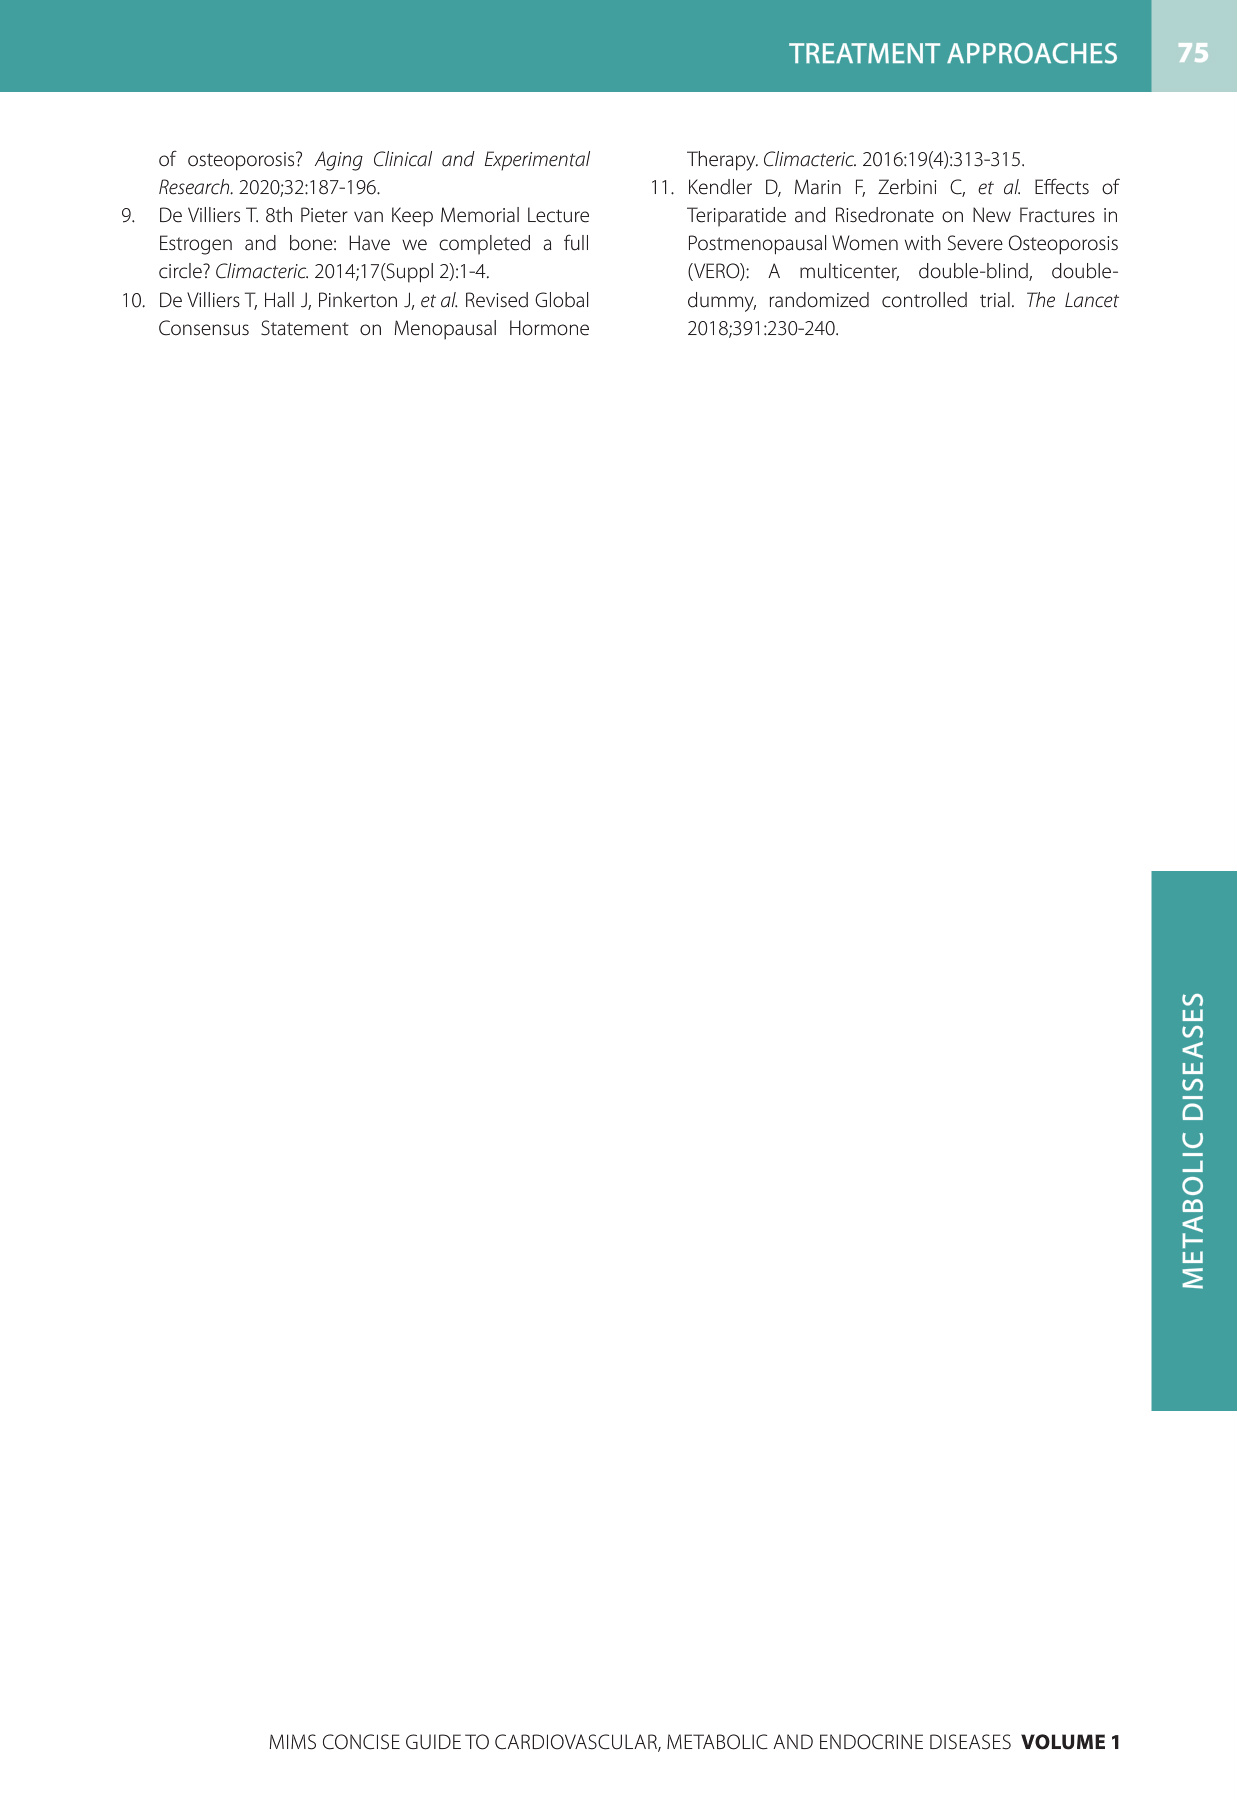 TREATMENT APPROACHES 75
of osteoporosis? Aging Clinical and Experimental
Research. 2020;32:187-196.
9. De Villiers T. 8th Pieter van Keep Memorial Lecture
Estrogen and bone: Have we completed a full
circle? Climacteric. 2014;17(Suppl 2):1-4.
10. De Villiers T, Hall J, Pinkerton J, et al. Revised Global
Consensus Statement on Menopausal Hormone
Therapy. Climacteric. 2016:19(4):313-315.
11. Kendler D, Marin F, Zerbini C, et al. Effects of
Teriparatide and Risedronate on New Fractures in
Postmenopausal Women with Severe Osteoporosis
(VERO): A multicenter, double-blind, double-
dummy, randomized controlled trial. The Lancet
2018;391:230-240.
METABOLIC DISEASES
MIMS CONCISE GUIDE TO CARDIOVASCULAR, METABOLIC AND ENDOCRINE DISEASES VOLUME 1